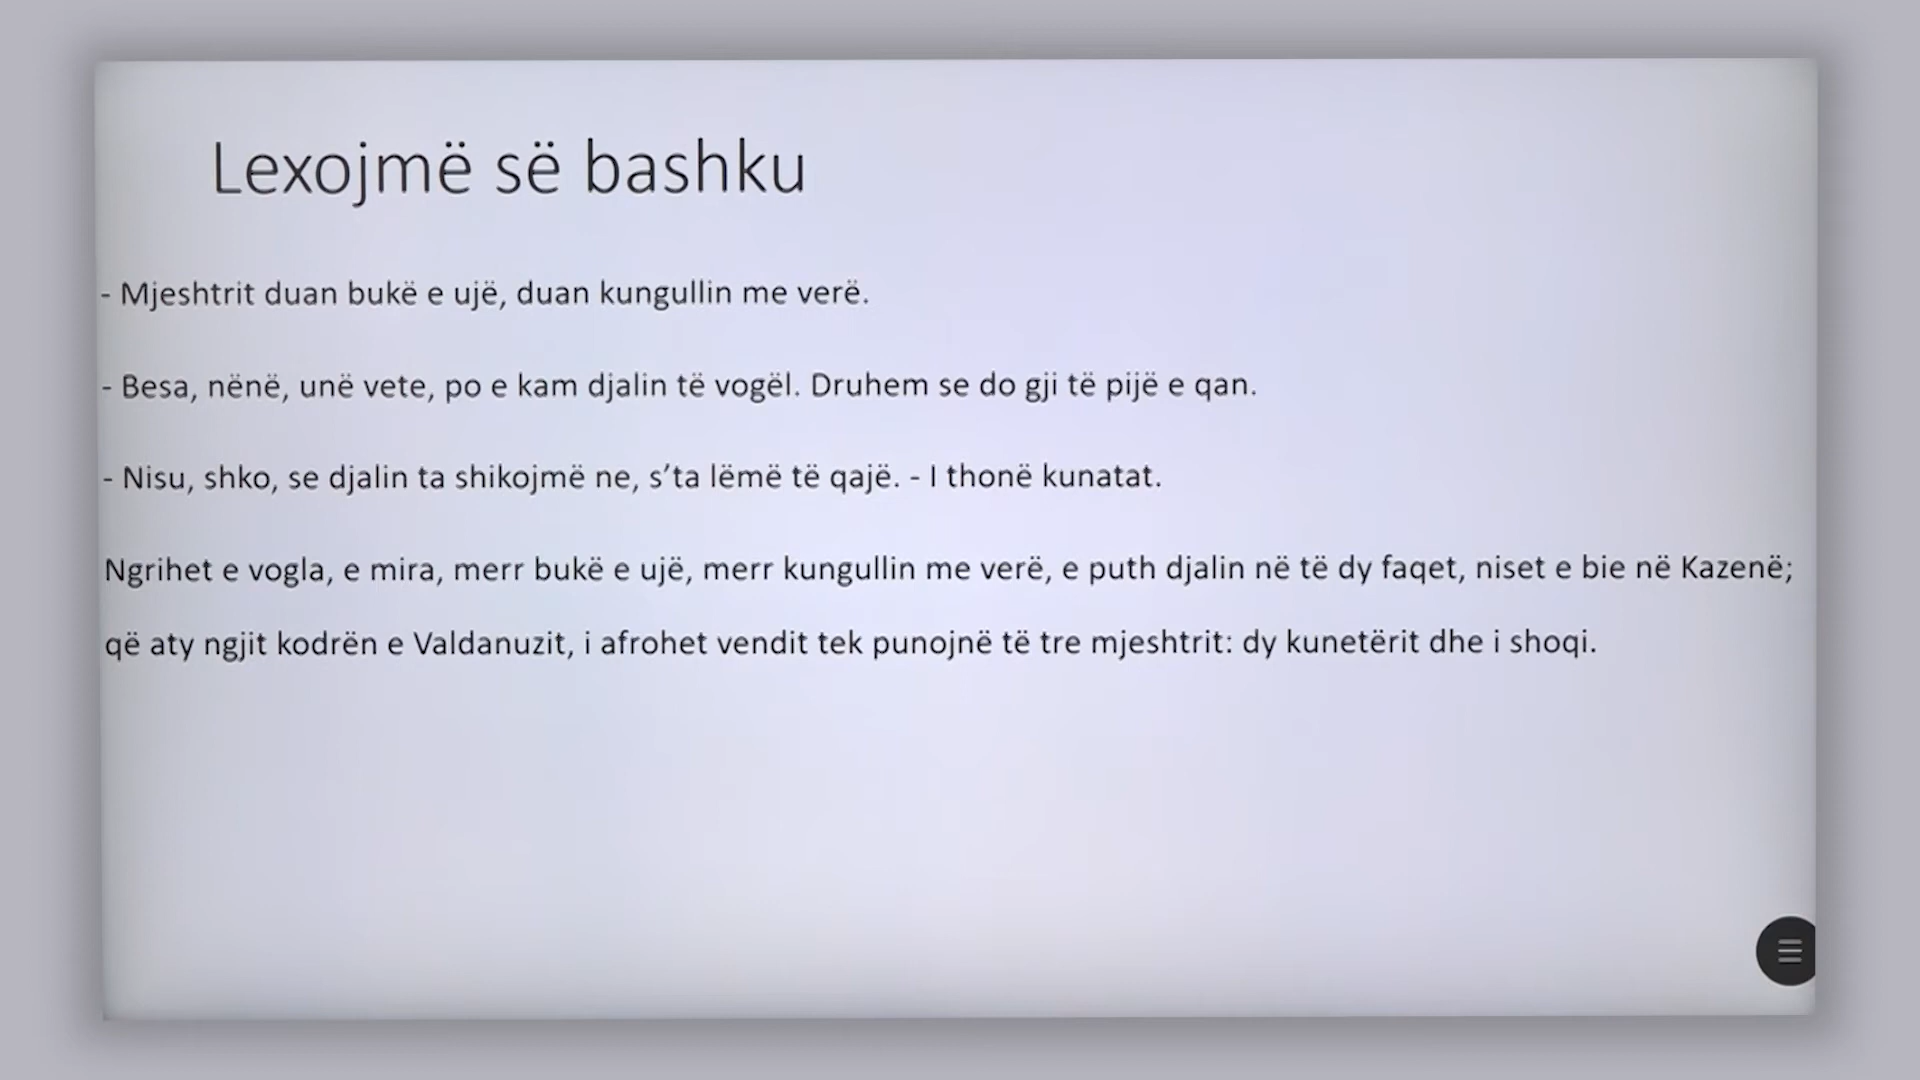 Lexojmë së bashku
- Mjeshtrit duan bukë e ujë, duan kungullin me verë.
- Besa, nënë, unë vete, po e kam djalin të vogël. Druhem se do gji të pijë e qan.
- Nisu, shko, se djalin ta shikojmë ne, s’ta lëmë të qajë. - I thonë kunatat.
Ngrihet e vogla, e mira, merr bukë e ujë, merr kungullin me verë, e puth djalin në të dy faqet, niset e bie në Kazenë;
që aty ngjit kodrën e Valdanuzit, i afrohet vendit tek punojnë të tre mjeshtrit: dy kunetërit dhe i shoqi.